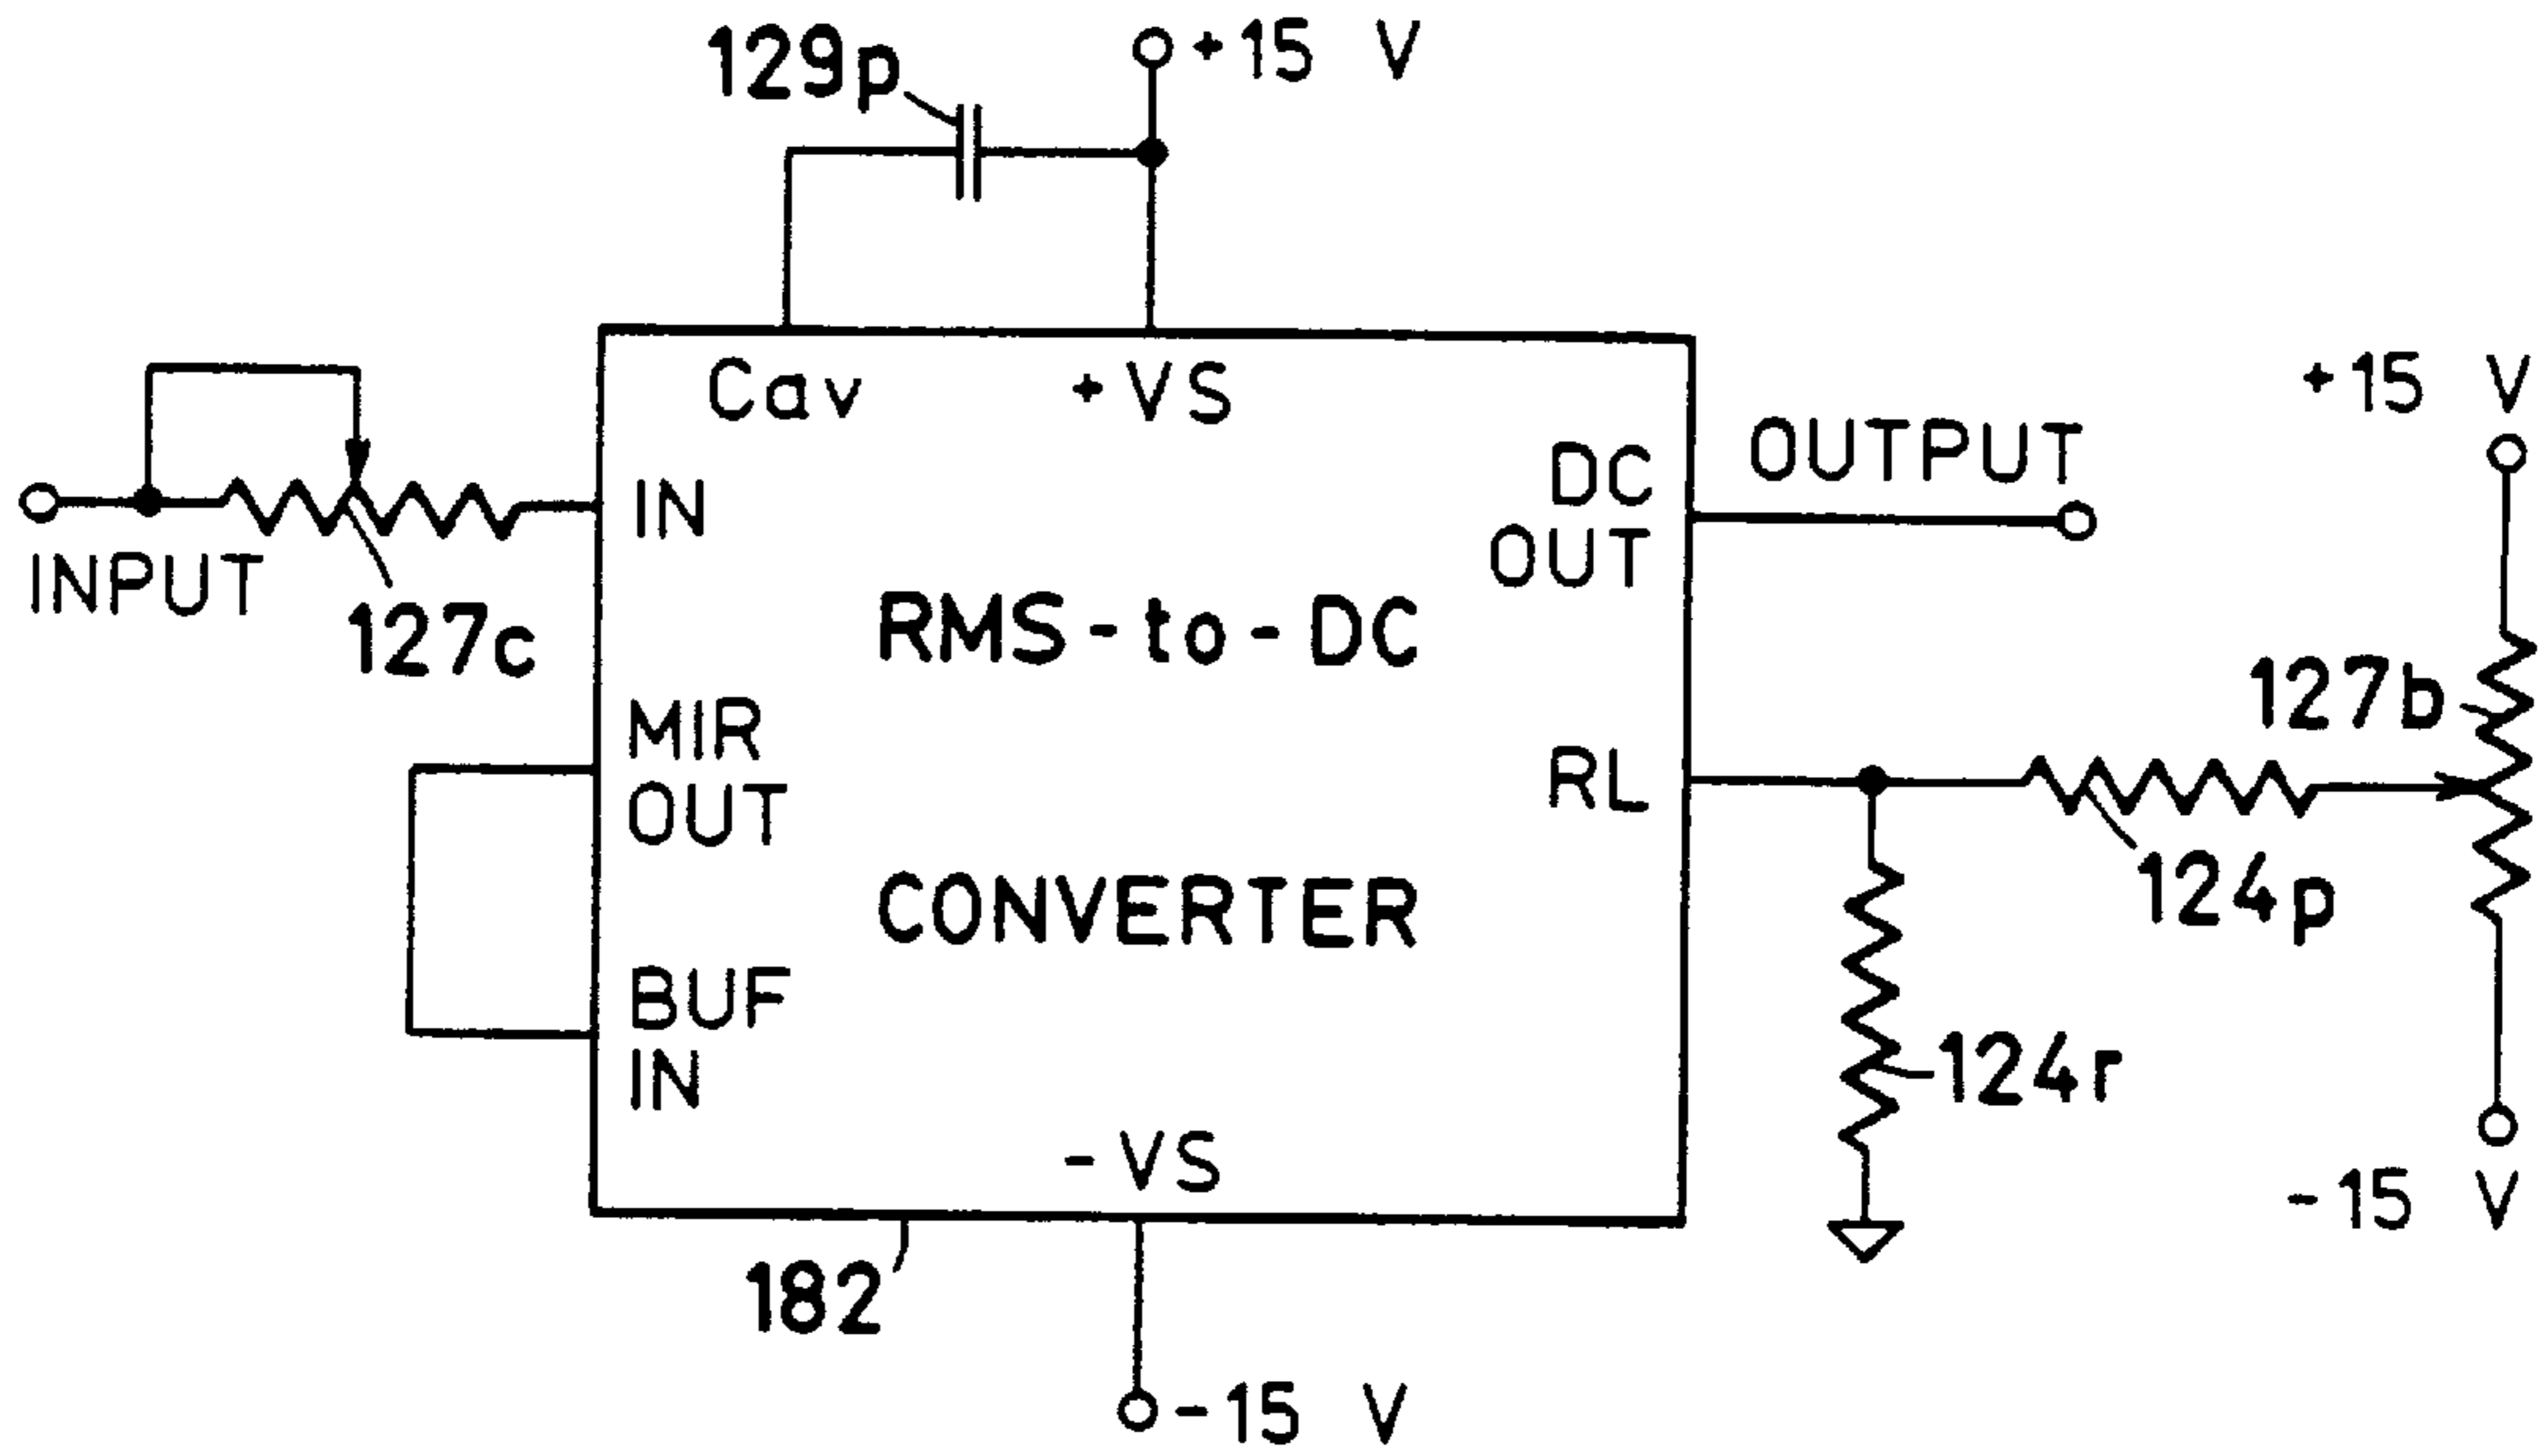 129p
+15 V
Cav
+VS
+15 V
OUTPUT
DC
OUT
IN
INPUT
127c
RMS-to-DC
127b
MIR
OUT
RL
124p
CONVERTER
BUF
IN
124r
-VS
-15 V
182
-15 V